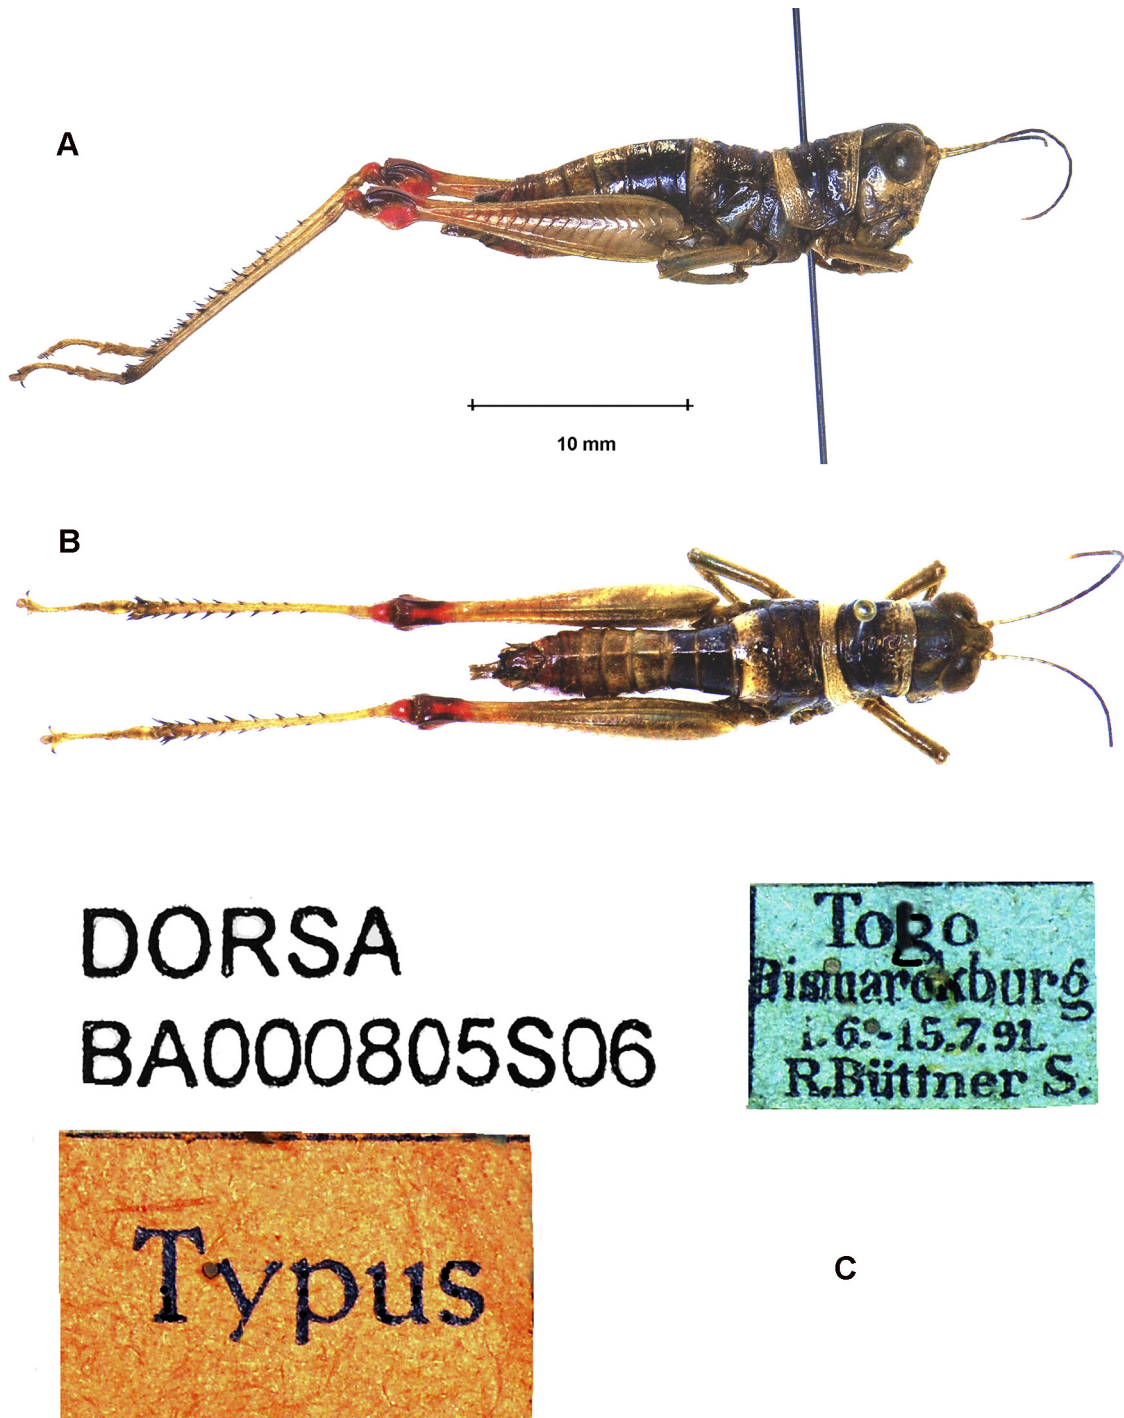 A
10 mm
B
DORSA
BA000805S06
Togo
Bismarckburg
1.6.-15.7.91.
R.Büttner S.
Typus
C